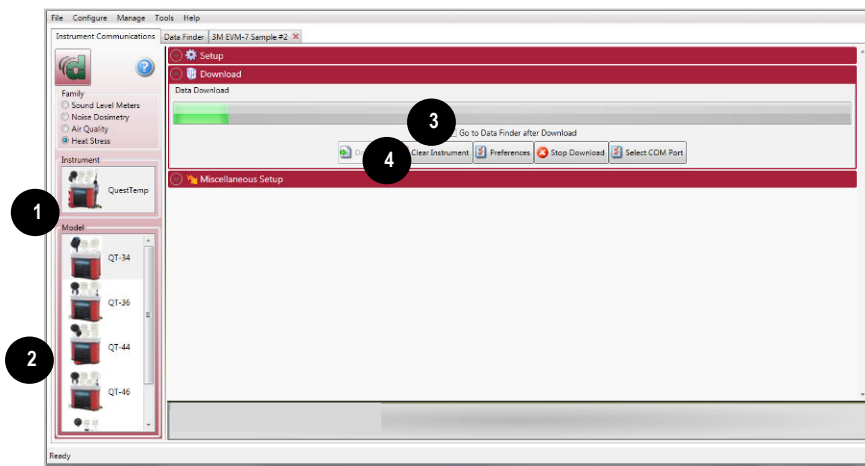 File Configure Manage Tools Help
Instrument Communications Data Finder 3M EVM-7 Sample #2
Setup
Download
Family
Data Download
Sound Level Meters
Noise Dosimetry
Air Quality
Heat Stress
3
Go to Data Finder after Download
4
Clear Instrument Preferences Stop Download Select COM Port
Instrument
QuestTemp
Miscellaneous Setup
1
Model
QT-34
QT-36
QT-44
2
QT-46
Ready